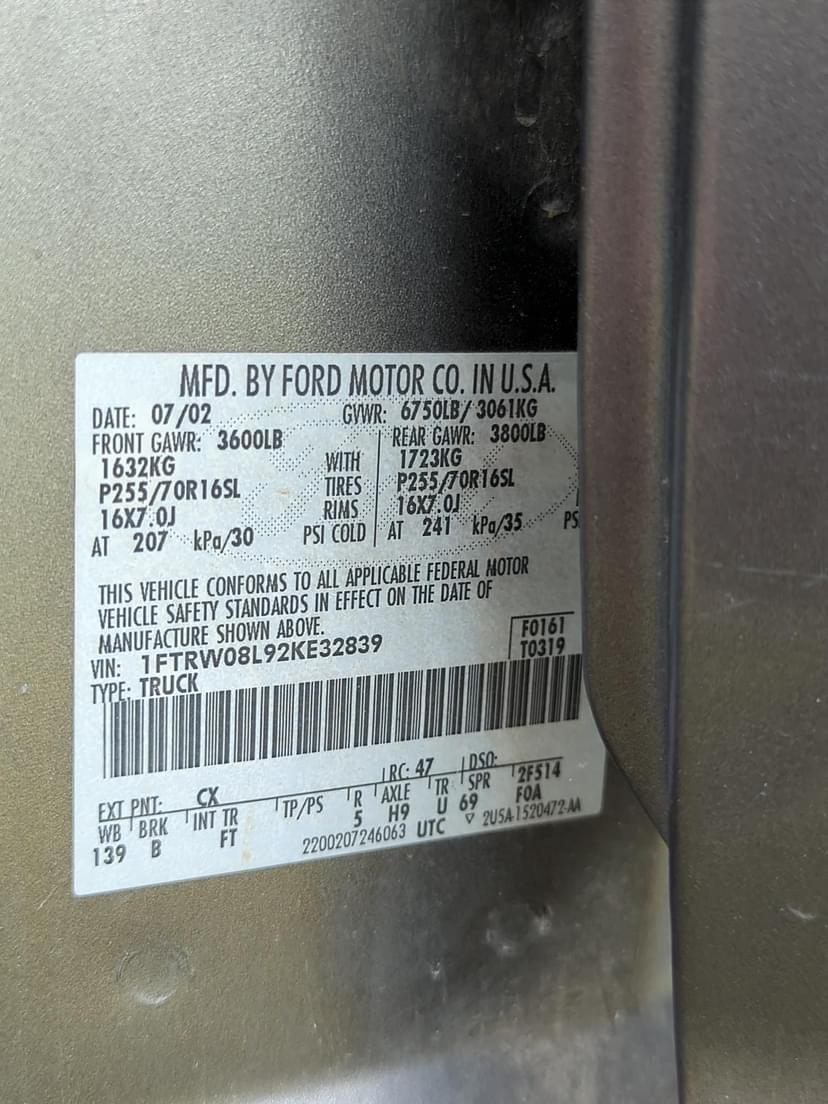 MFD. BY FORD MOTOR CO. IN U.S.A.
DATE: 07/02 GVWR: 6750LB/ 3061KG
FRONT GAWR: 3600LB REAR GAWR: 3800LB
1632KG WITH 1723KG
P255/70R16SL TIRES P255/70R16SL
16X7.0J RIMS 16X7.0J
AT 207 kPa/30 PSI COLD AT 241 kPa/35 PS
THIS VEHICLE CONFORMS TO ALL APPLICABLE FEDERAL MOTOR
VEHICLE SAFETY STANDARDS IN EFFECT ON THE DATE OF
MANUFACTURE SHOWN ABOVE.
VIN: 1FTRW08L92KE32839 F0161
TYPE: TRUCK T0319
EXT PNT: CX RC: 47 DSO:
WB BRK INT TR TP/PS R AXLE TR SPR 2F514
139 B FT 5 H9 U 69 F0A
2200207246063 UTC ▽ 2U5A-1520472-AA